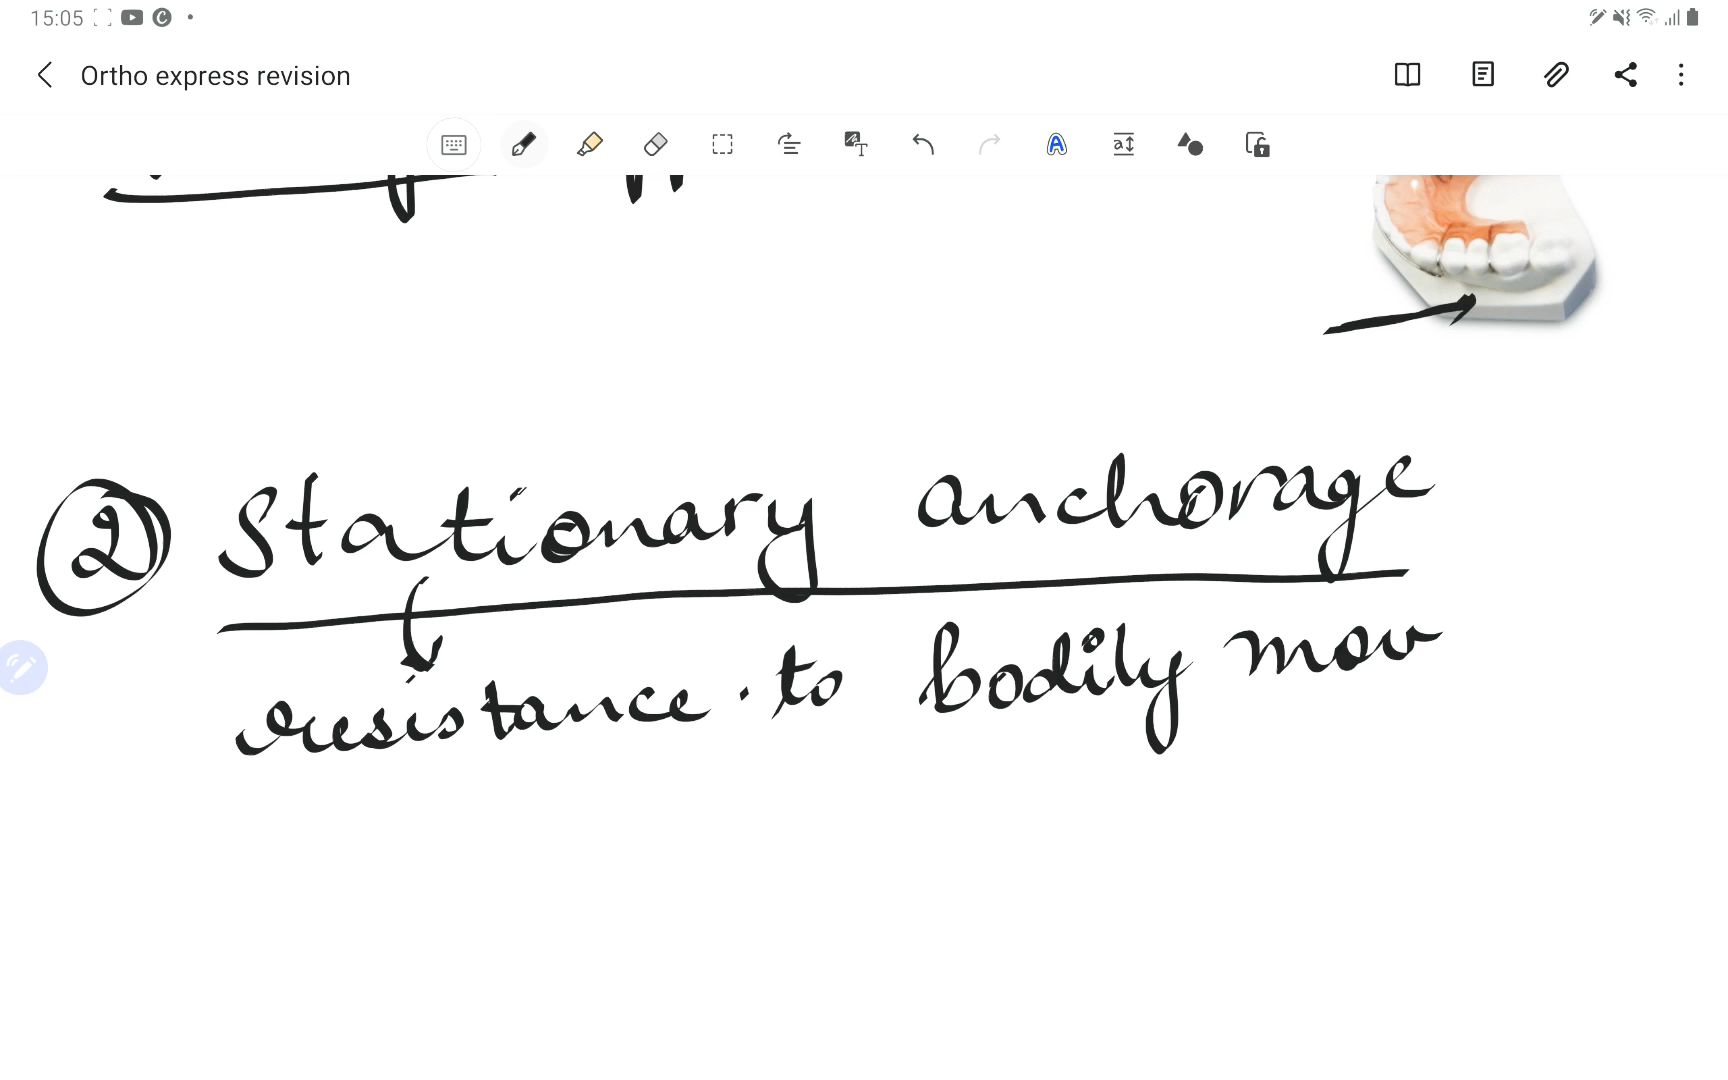 15:05
Ortho express revision
② Stationary anchorage
resistance. to bodily mov